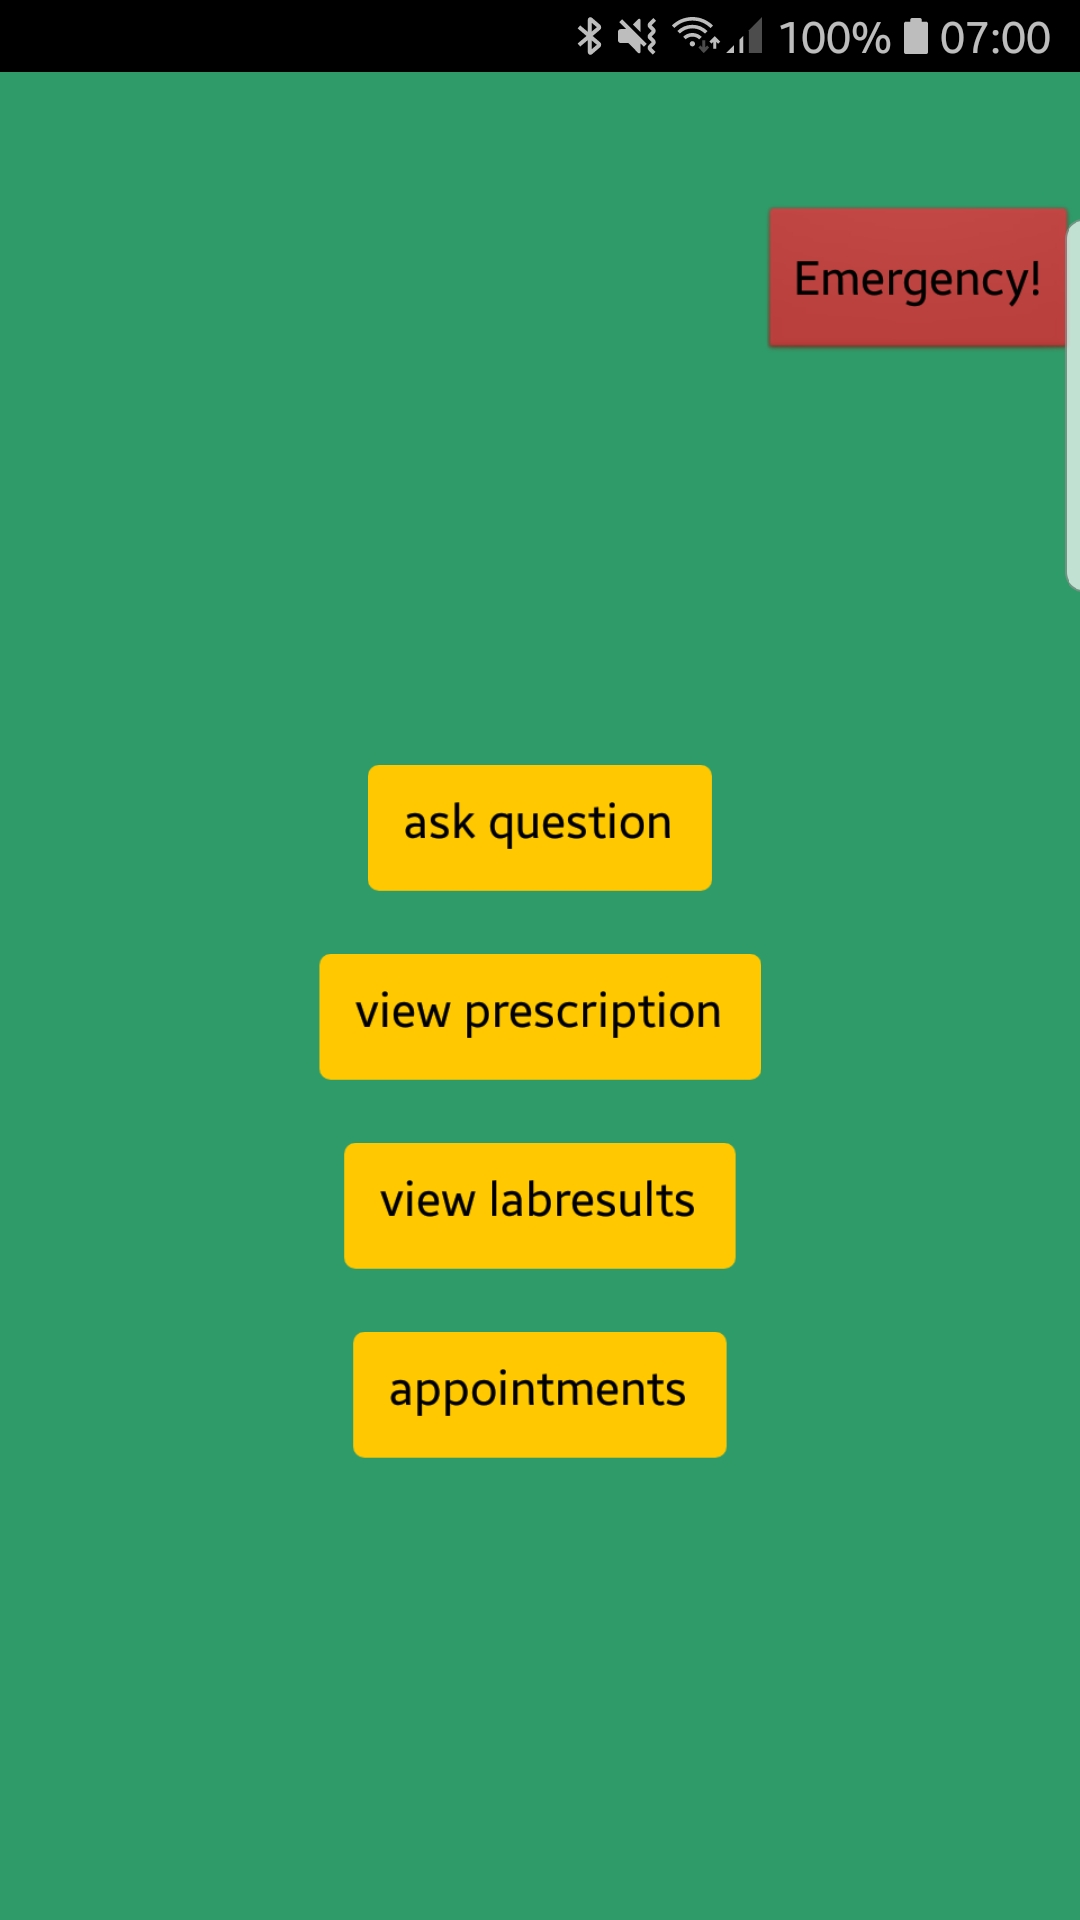 100% 07:00
Emergency!
ask question
view prescription
view labresults
appointments